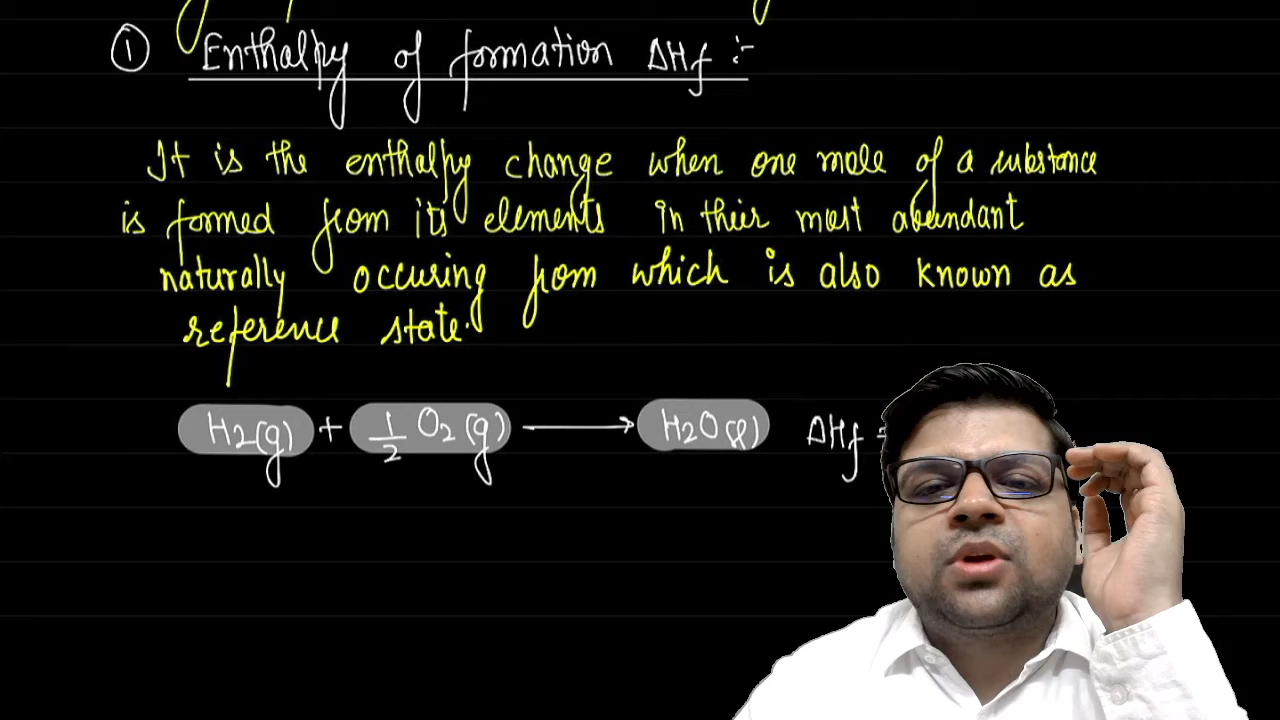 ① Enthalpy of formation ΔHf :-
It is the enthalpy change when one mole of a substance
is formed from its elements in their most abundant
naturally occuring from which is also known as
reference state.
H2(g) + 1/2 O2(g) ⟶ H2O(l) ΔHf =